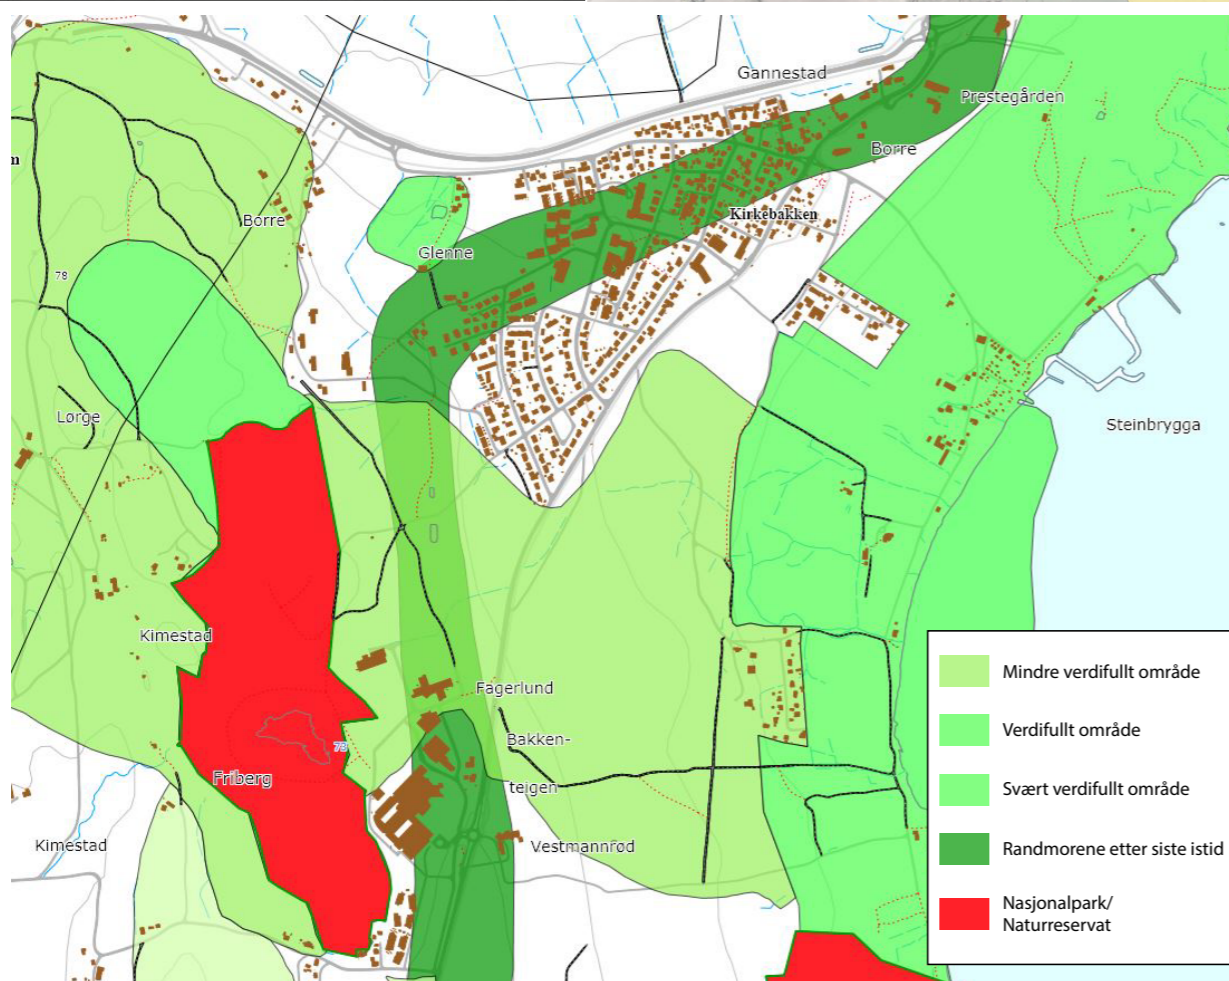 Gannestad
Prestegården
Borre
m
Kirkebakken
Borre
Glenne
78
Lørge
Steinbrygga
Kimestad
Fagerlund
Bakken-
73
Friberg
teigen
Kimestad
Vestmannrød
Mindre verdifullt område
Verdifullt område
Svært verdifullt område
Randmorene etter siste istid
Nasjonalpark/
Naturreservat